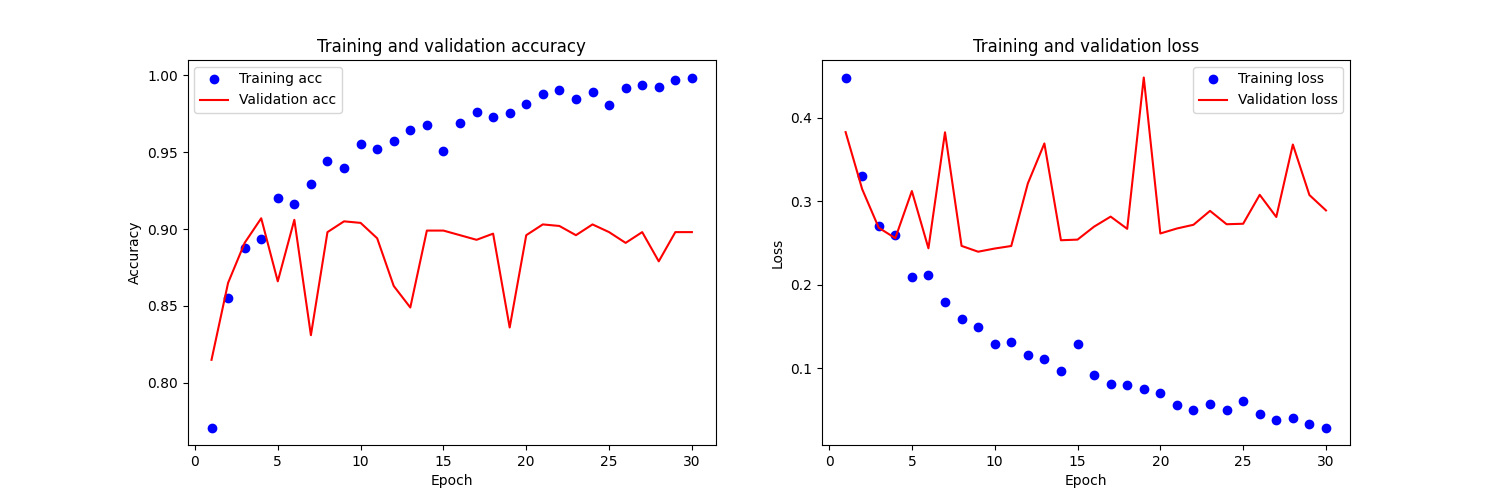 Training and validation accuracy
1.00
0.95
0.90
0.85
0.80
Accuracy
Training acc
Validation acc
0 5 10 15 20 25 30
Epoch
Training and validation loss
0.4
0.3
0.2
0.1
Loss
Training loss
Validation loss
0 5 10 15 20 25 30
Epoch